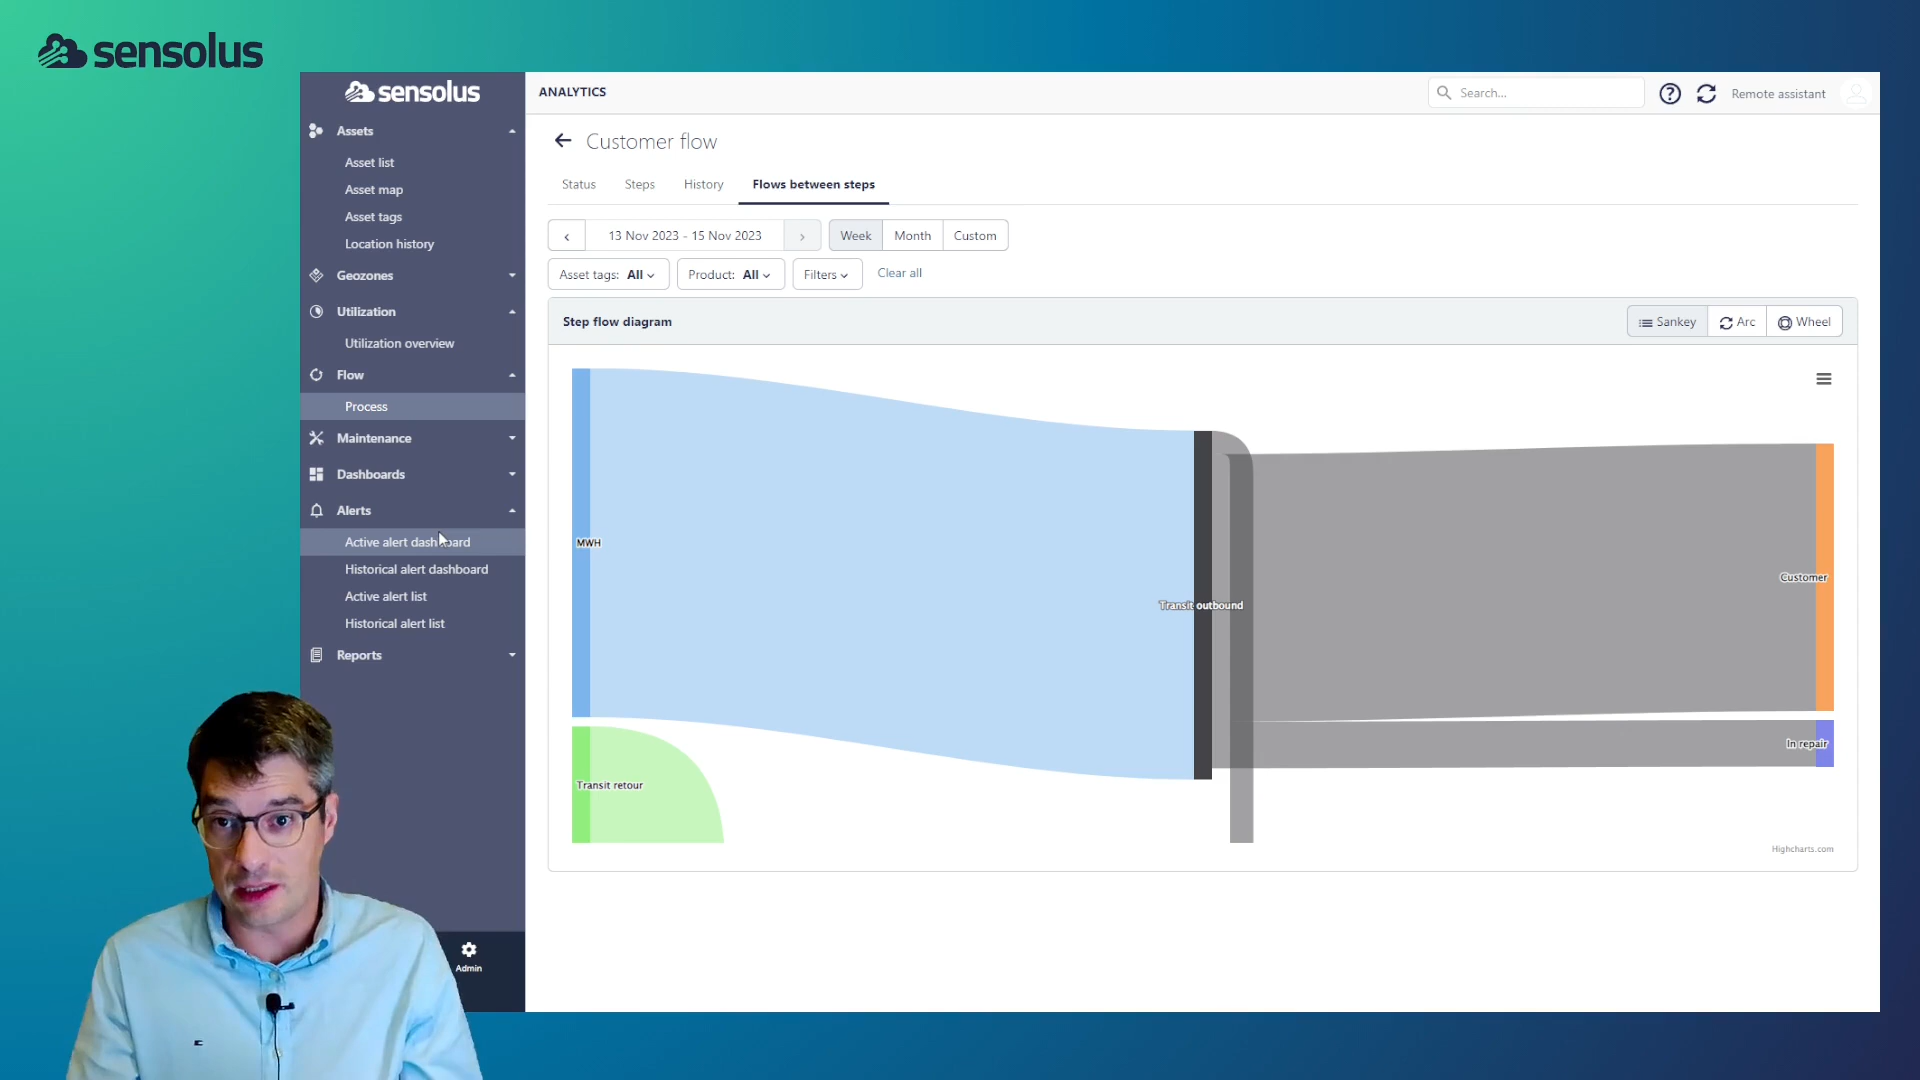 sensolus
sensolus
Assets
Asset list
Asset map
Asset tags
Location history
Geozones
Utilization
Utilization overview
Flow
Process
Maintenance
Dashboards
Alerts
Active alert dashboard
Historical alert dashboard
Active alert list
Historical alert list
Reports
Admin
ANALYTICS
Search...
Remote assistant
Customer flow
Status Steps History Flows between steps
13 Nov 2023 - 15 Nov 2023 Week Month Custom
Asset tags: All Product: All Filters Clear all
Step flow diagram
Sankey Arc Wheel
MWH
Transit outbound
Customer
In repair
Transit retour
Highcharts.com